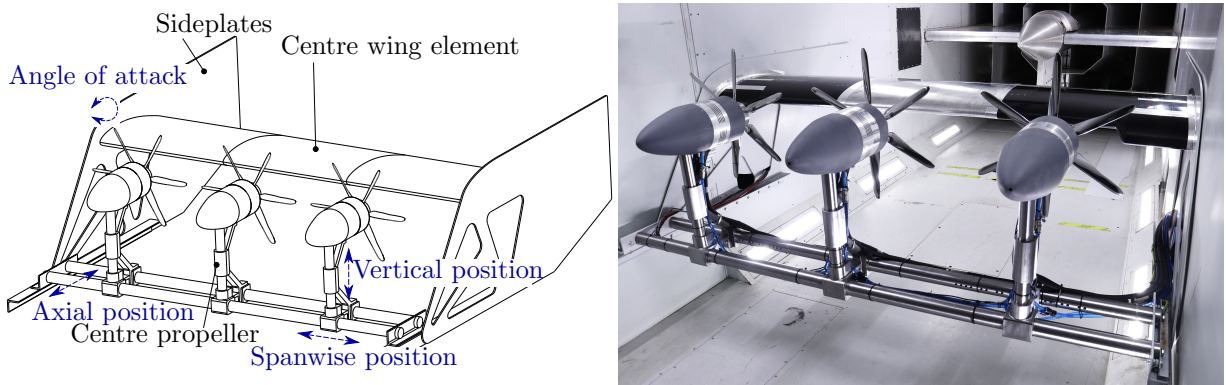 Sideplates
Centre wing element
Angle of attack
Vertical position
Axial position
Centre propeller
Spanwise position